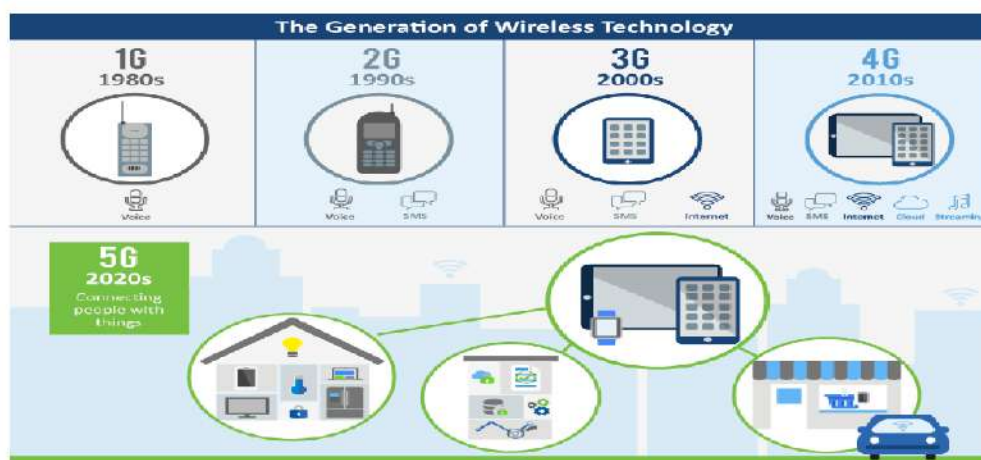 The Generation of Wireless Technology
1G
1980s
Voice
2G
1990s
Voice SMS
3G
2000s
Voice SMS Internet
4G
2010s
Voice SMS Internet Cloud Streaming
5G
2020s
Connecting
people with
things